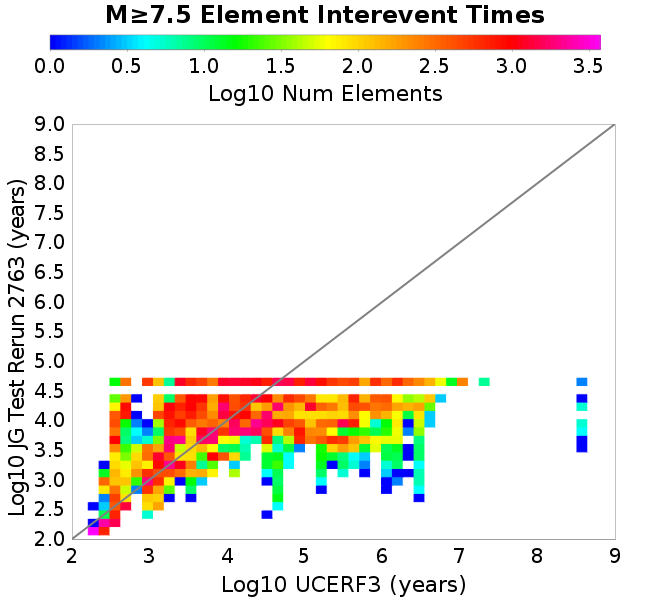 M≥7.5 Element Interevent Times
0.0 0.5 1.0 1.5 2.0 2.5 3.0 3.5
Log10 Num Elements
Log10 JG Test Rerun 2763 (years)
9.0
8.5
8.0
7.5
7.0
6.5
6.0
5.5
5.0
4.5
4.0
3.5
3.0
2.5
2.0
2 3 4 5 6 7 8 9
Log10 UCERF3 (years)